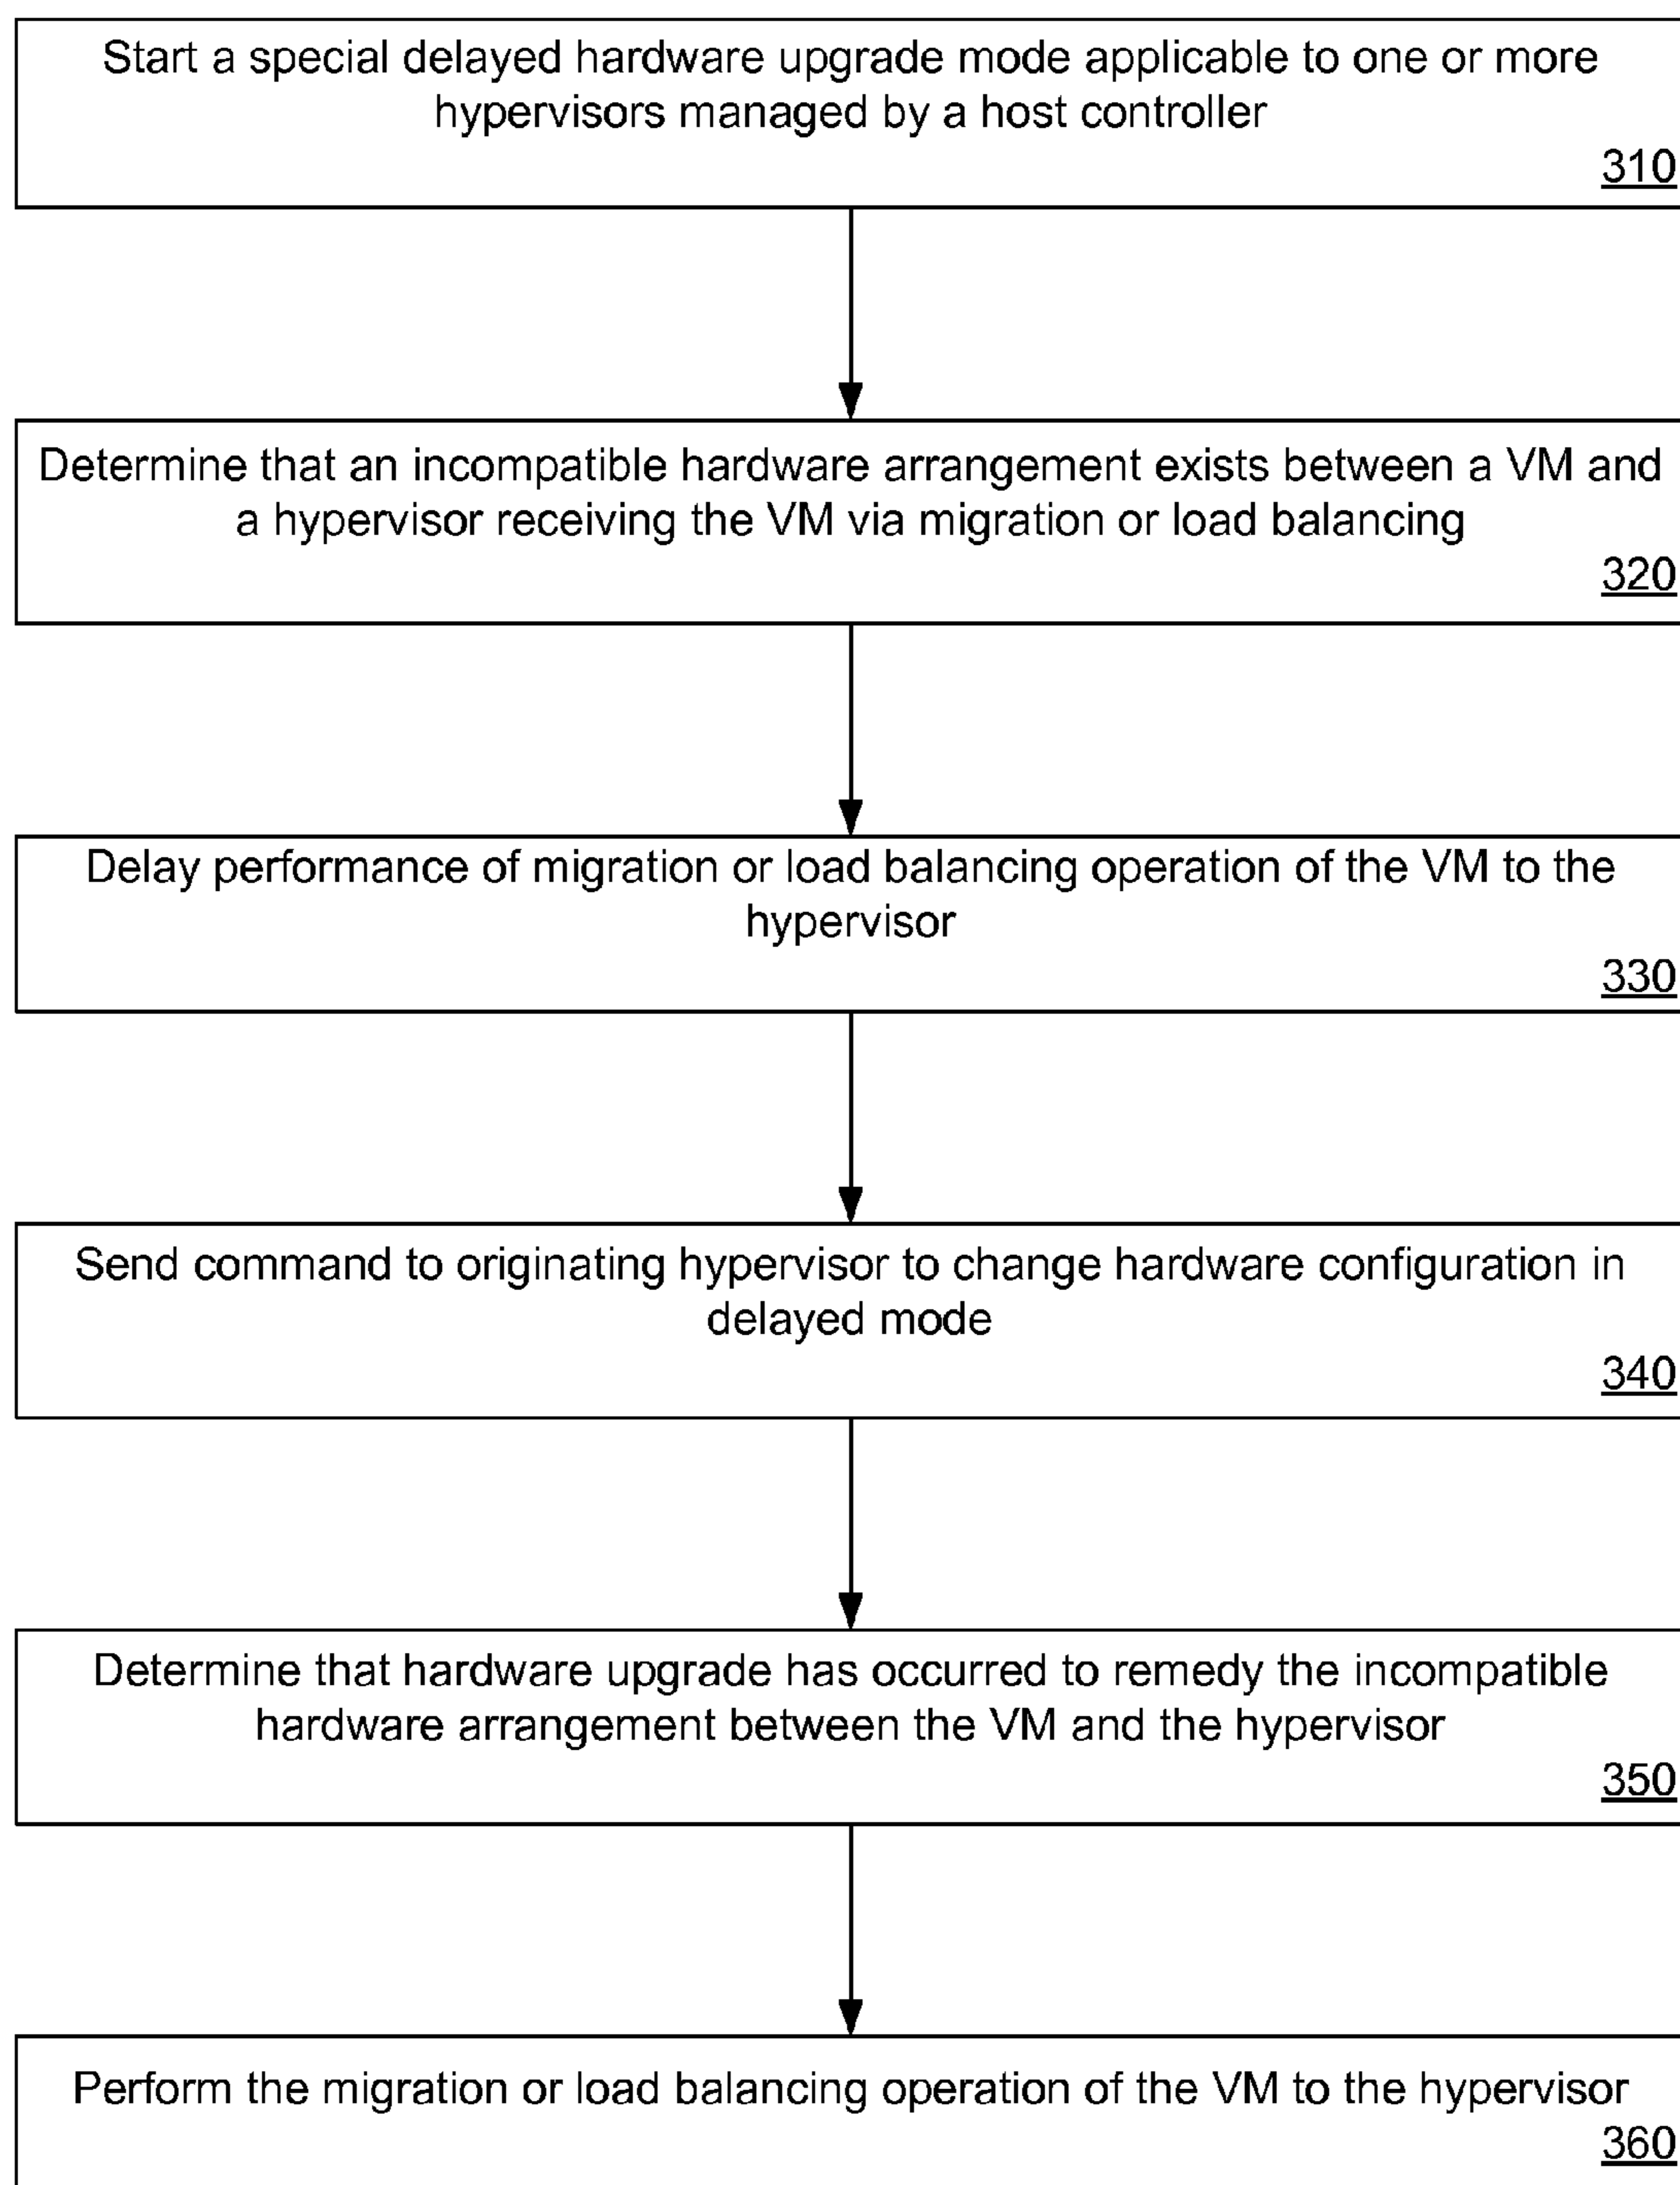 Start a special delayed hardware upgrade mode applicable to one or more
hypervisors managed by a host controller
310
Determine that an incompatible hardware arrangement exists between a VM and
a hypervisor receiving the VM via migration or load balancing
320
Delay performance of migration or load balancing operation of the VM to the
hypervisor
330
Send command to originating hypervisor to change hardware configuration in
delayed mode
340
Determine that hardware upgrade has occurred to remedy the incompatible
hardware arrangement between the VM and the hypervisor
350
Perform the migration or load balancing operation of the VM to the hypervisor
360